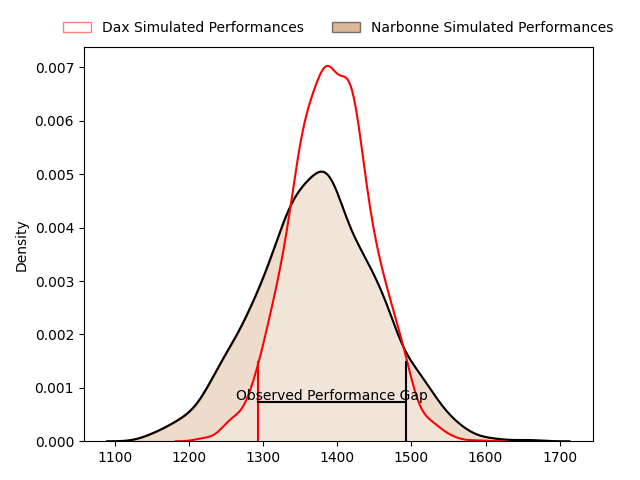 Dax Simulated Performances
Narbonne Simulated Performances
0.007
0.006
0.005
0.004
0.003
0.002
0.001
0.000
Density
Observed Performance Gap
1100 1200 1300 1400 1500 1600 1700